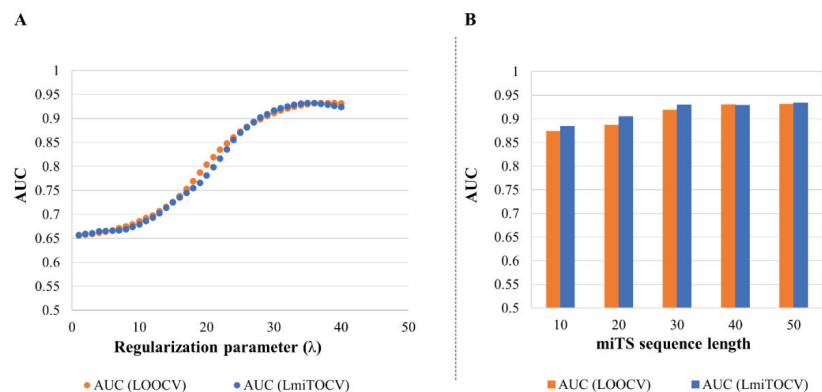 A
1
0.95
0.9
0.85
0.8
0.75
0.7
0.65
0.6
0.55
0.5
AUC
0 10 20 30 40 50
Regularization parameter (λ)
AUC (LOOCV) AUC (LmiTOCV)
B
1
0.95
0.9
0.85
0.8
0.75
0.7
0.65
0.6
0.55
0.5
AUC
10 20 30 40 50
miTS sequence length
AUC (LOOCV) AUC (LmiTOCV)